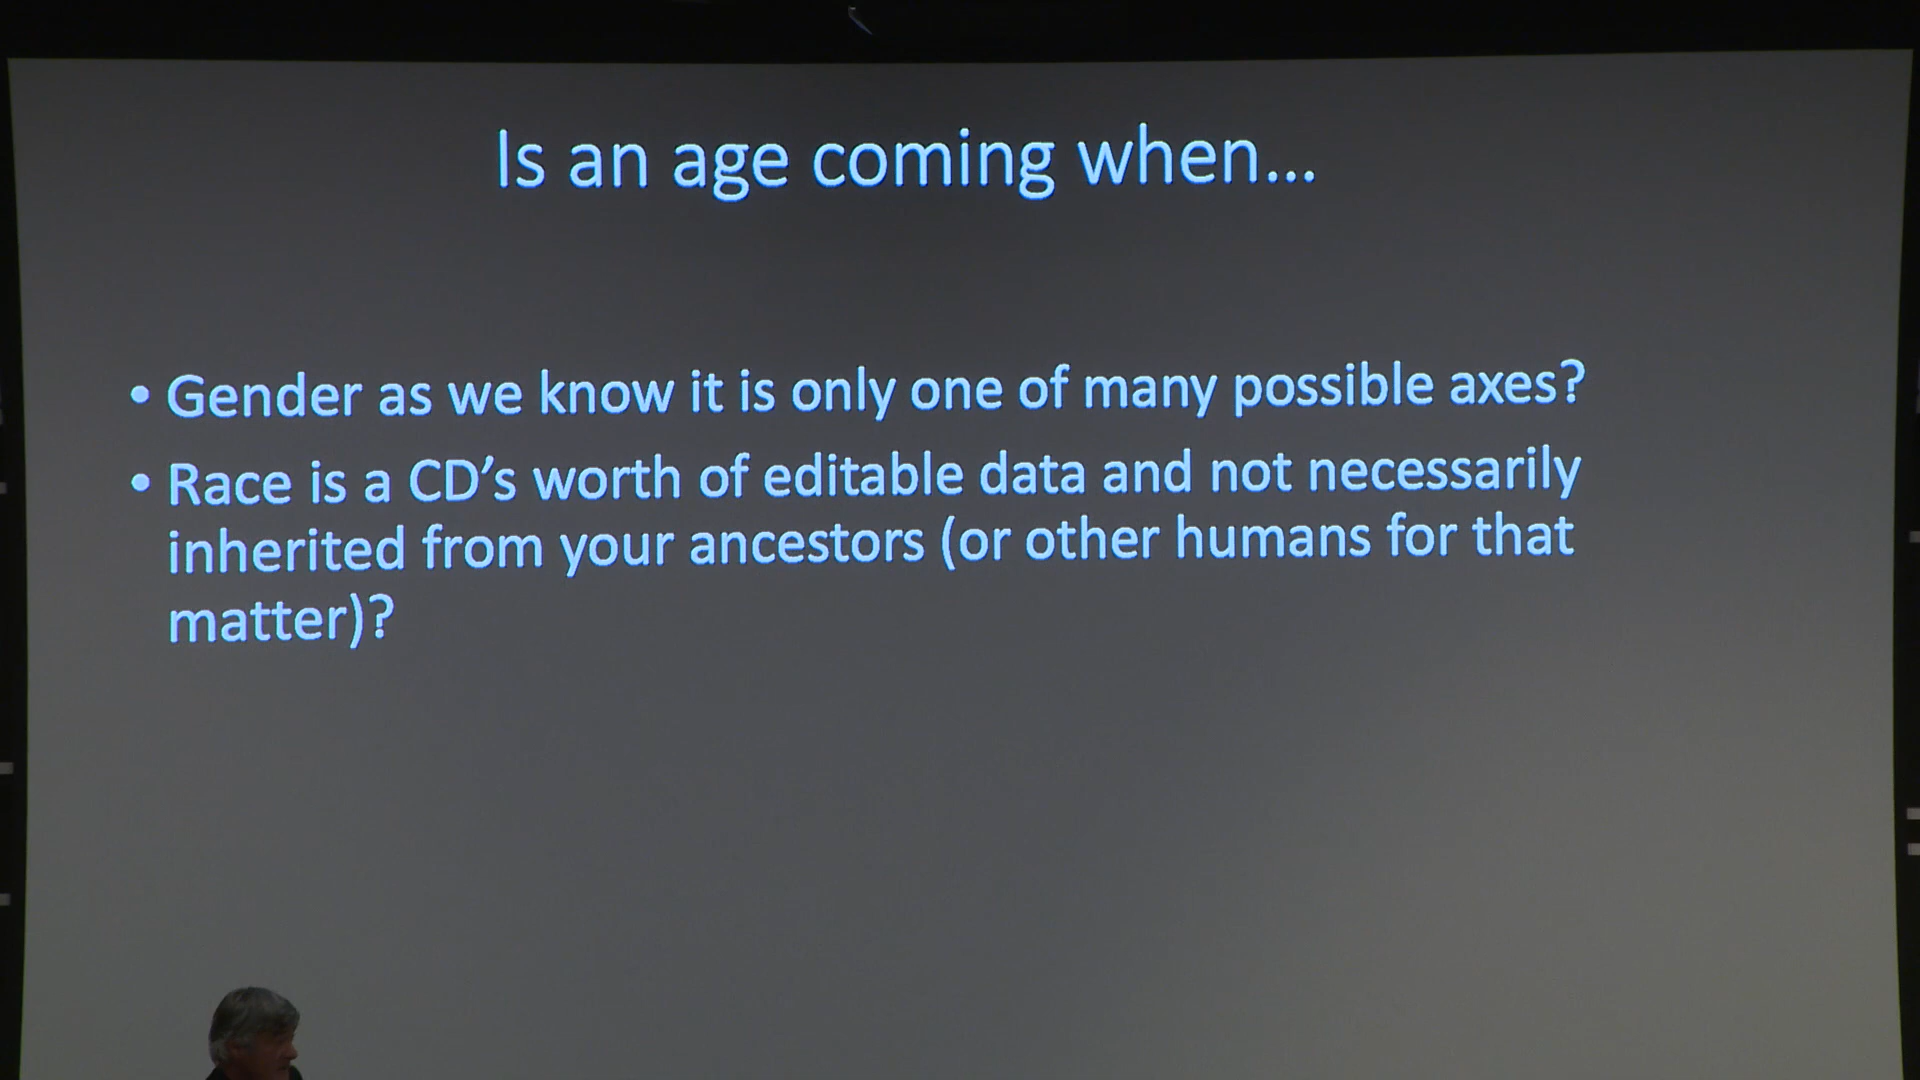 Is an age coming when...
• Gender as we know it is only one of many possible axes?
• Race is a CD's worth of editable data and not necessarily
inherited from your ancestors (or other humans for that
matter)?